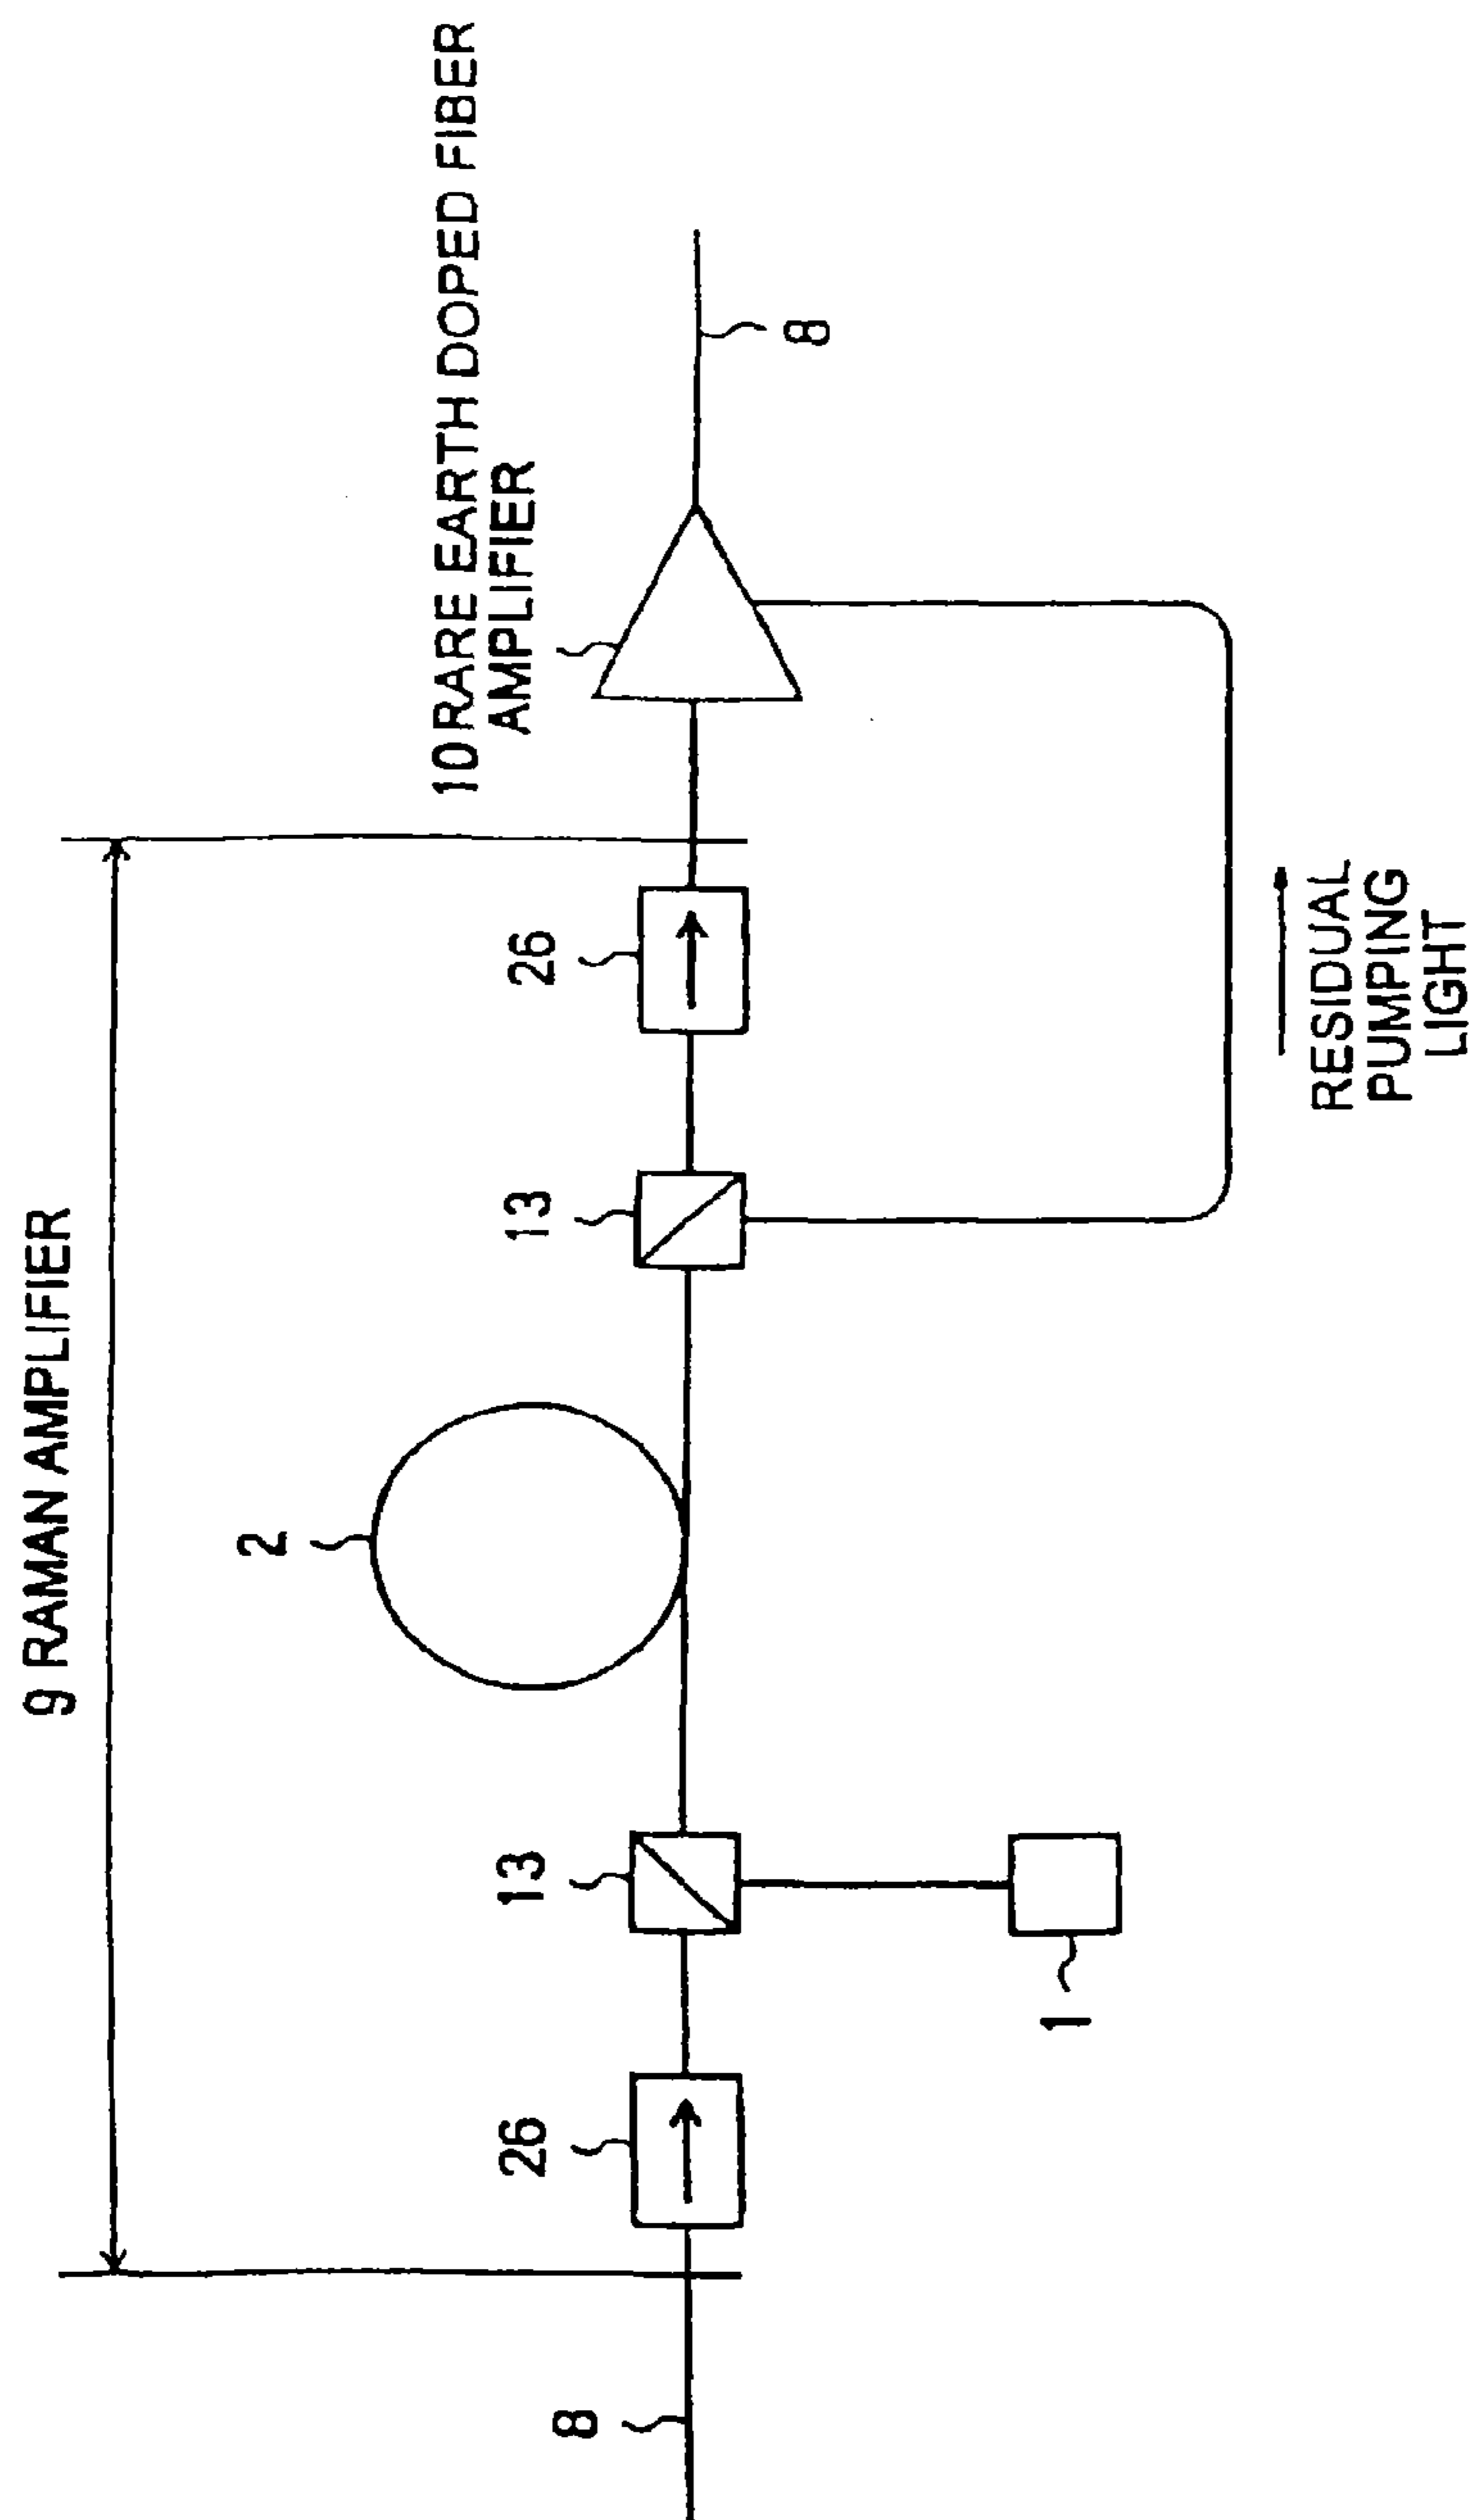 9 RAMAN AMPLIFIER
10 RARE EARTH DOPED FIBER
AMPLIFIER
8
26
13
2
13
26
8
1
RESIDUAL
PUMPING
LIGHT